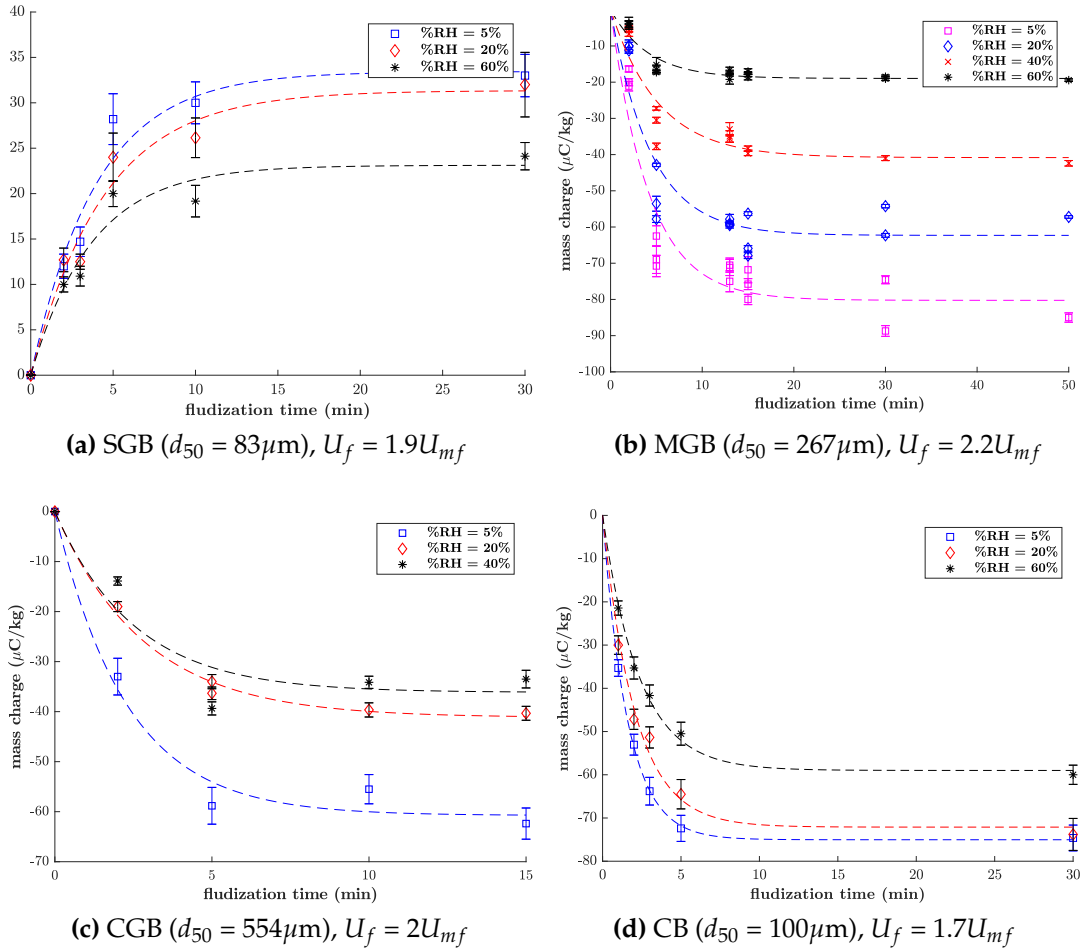 40
35
30
25
20
15
10
5
0
0 5 10 15 20 25 30
fludization time (min)
%RH = 5%
%RH = 20%
%RH = 60%
(a) SGB (d50 = 83μm), Uf = 1.9Umf
mass charge (μC/kg)
-10
-20
-30
-40
-50
-60
-70
-80
-90
-100
0 10 20 30 40 50
fludization time (min)
%RH = 5%
%RH = 20%
%RH = 40%
%RH = 60%
(b) MGB (d50 = 267μm), Uf = 2.2Umf
mass charge (μC/kg)
0
-10
-20
-30
-40
-50
-60
-70
0 5 10 15
fludization time (min)
%RH = 5%
%RH = 20%
%RH = 40%
(c) CGB (d50 = 554μm), Uf = 2Umf
mass charge (μC/kg)
0
-10
-20
-30
-40
-50
-60
-70
-80
0 5 10 15 20 25 30
fludization time (min)
%RH = 5%
%RH = 20%
%RH = 60%
(d) CB (d50 = 100μm), Uf = 1.7Umf